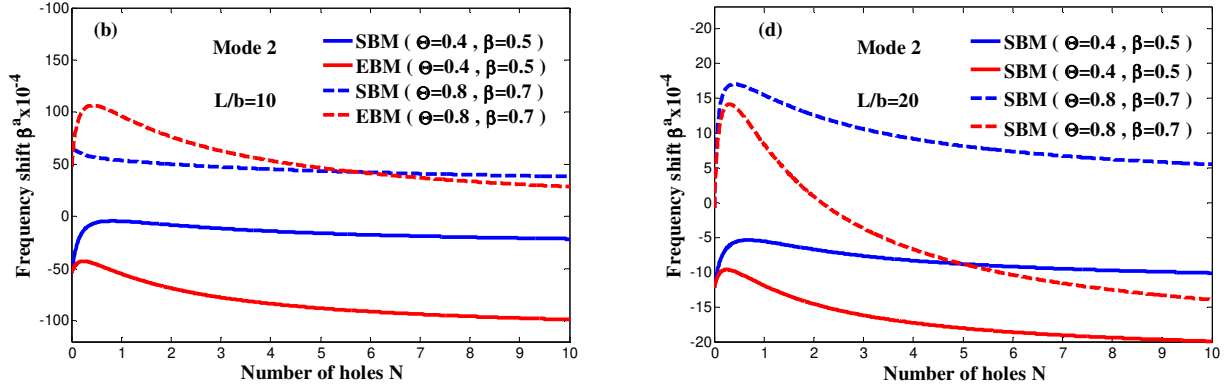 (b)
Mode 2
L/b=10
SBM ( Θ=0.4 , β=0.5 )
EBM ( Θ=0.4 , β=0.5 )
SBM ( Θ=0.8 , β=0.7 )
EBM ( Θ=0.8 , β=0.7 )
Frequency shift βᵃx10⁻⁴
100
150
100
50
0
-50
-100
0 1 2 3 4 5 6 7 8 9 10
Number of holes N
(d)
Mode 2
L/b=20
SBM ( Θ=0.4 , β=0.5 )
SBM ( Θ=0.4 , β=0.5 )
SBM ( Θ=0.8 , β=0.7 )
SBM ( Θ=0.8 , β=0.7 )
Frequency shift βᵃx10⁻⁴
25
20
15
10
5
0
-5
-10
-15
-20
0 1 2 3 4 5 6 7 8 9 10
Number of holes N